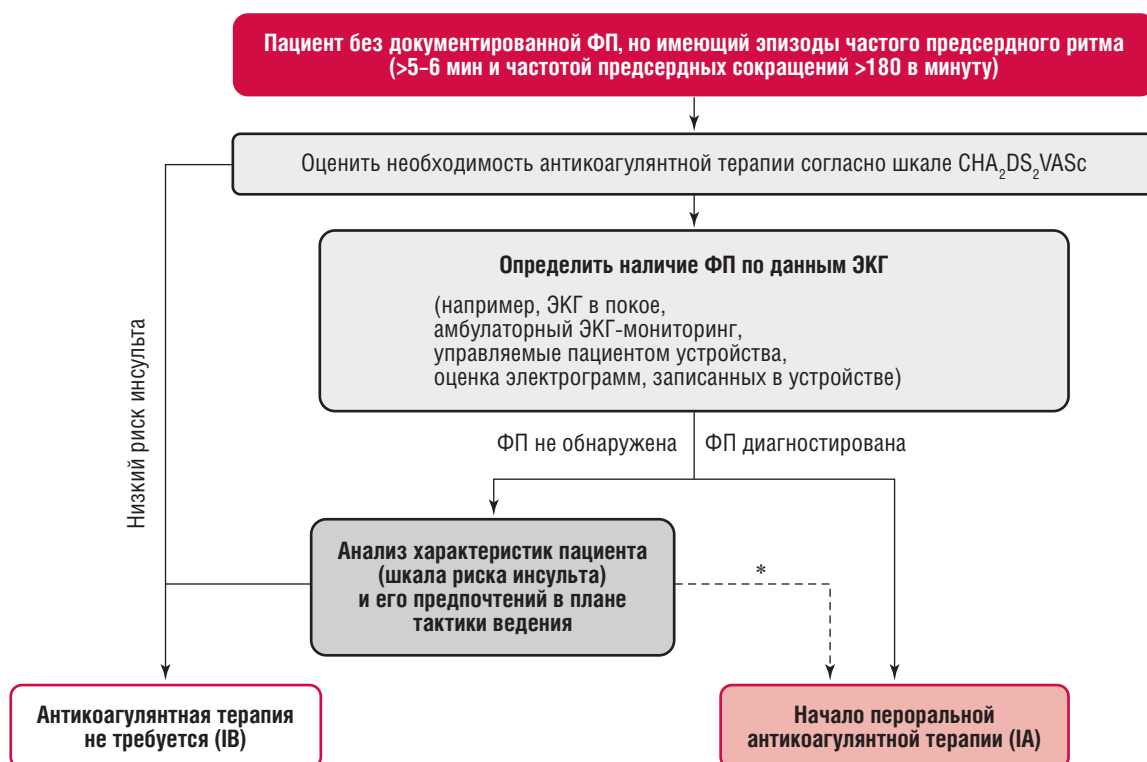 Пациент без документированной ФП, но имеющий эпизоды частого предсердного ритма
(>5–6 мин и частотой предсердных сокращений >180 в минуту)
Оценить необходимость антикоагулянтной терапии согласно шкале CHA₂DS₂VASc
Определить наличие ФП по данным ЭКГ
(например, ЭКГ в покое,
амбулаторный ЭКГ-мониторинг,
управляемые пациентом устройства,
оценка электрограмм, записанных в устройстве)
Низкий риск инсульта
ФП не обнаружена
ФП диагностирована
Анализ характеристик пациента
(шкала риска инсульта)
и его предпочтений в плане
тактики ведения
*
Антикоагулянтная терапия
не требуется (IB)
Начало пероральной
антикоагулянтной терапии (IA)